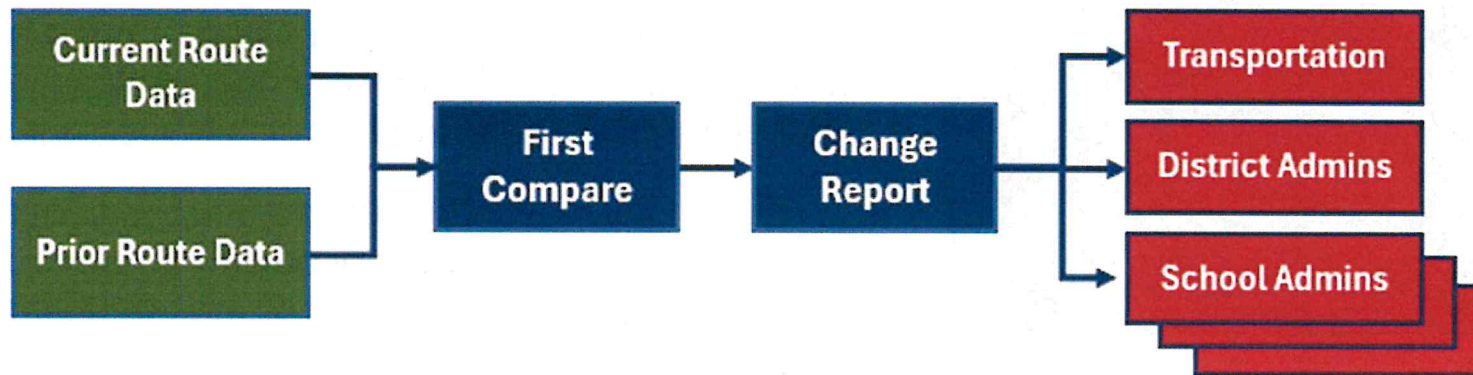 Current Route
Data
Prior Route Data
First
Compare
Change
Report
Transportation
District Admins
School Admins